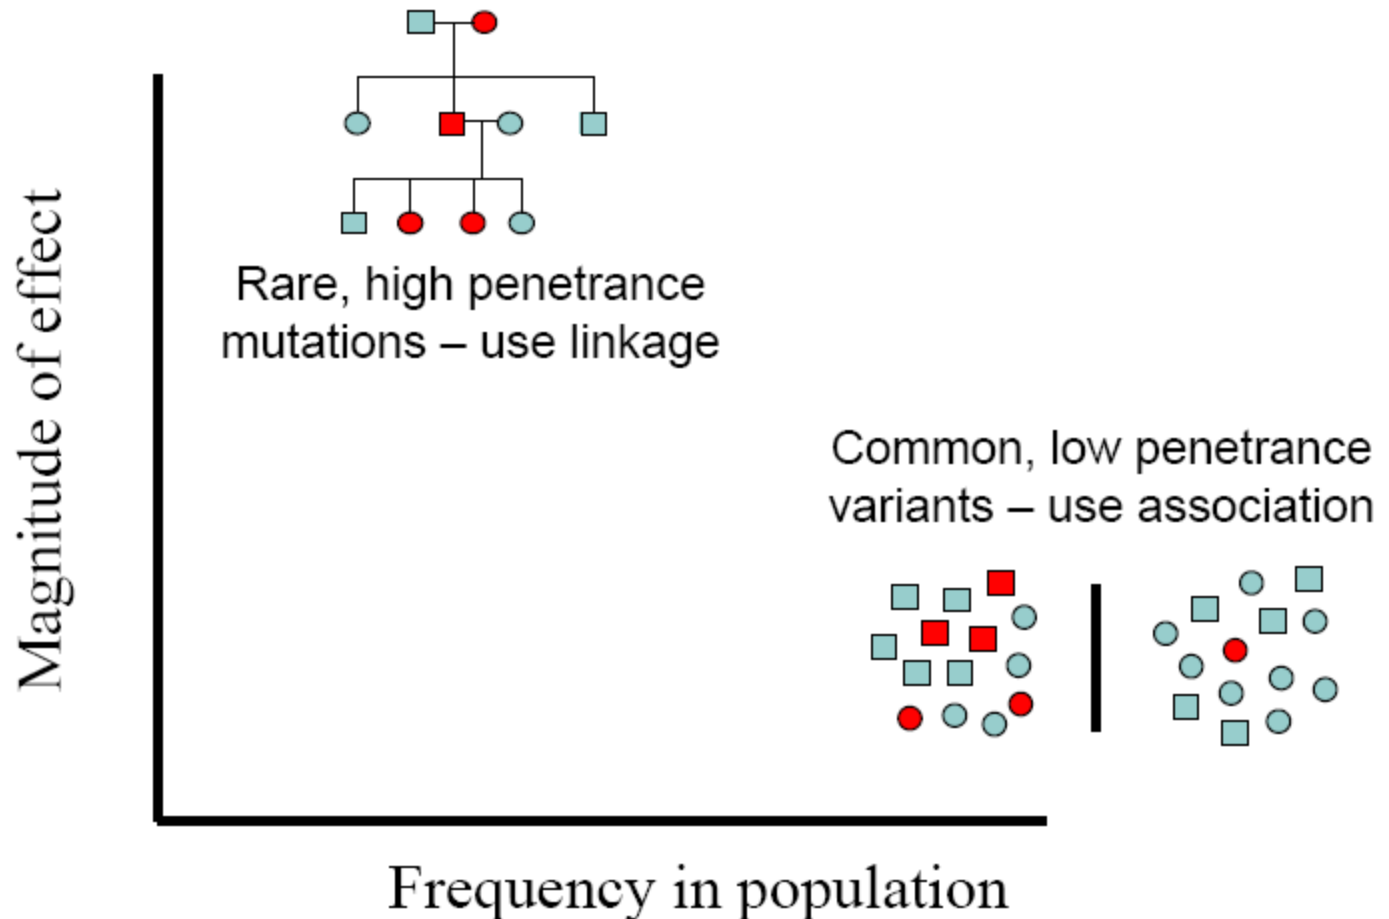 Magnitude of effect
Rare, high penetrance
mutations – use linkage
Common, low penetrance
variants – use association
Frequency in population